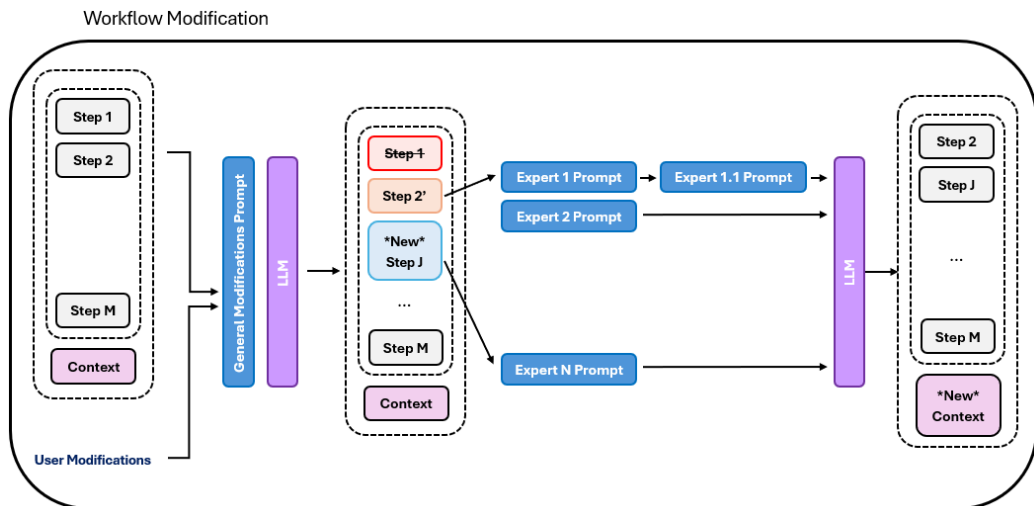 Workflow Modification
Step 1
Step 2
Step M
Context
User Modifications
General Modifications Prompt
LLM
Step 1
Step 2’
*New*
Step J
...
Step M
Context
Expert 1 Prompt
Expert 1.1 Prompt
Expert 2 Prompt
Expert N Prompt
LLM
Step 2
Step J
...
Step M
*New*
Context